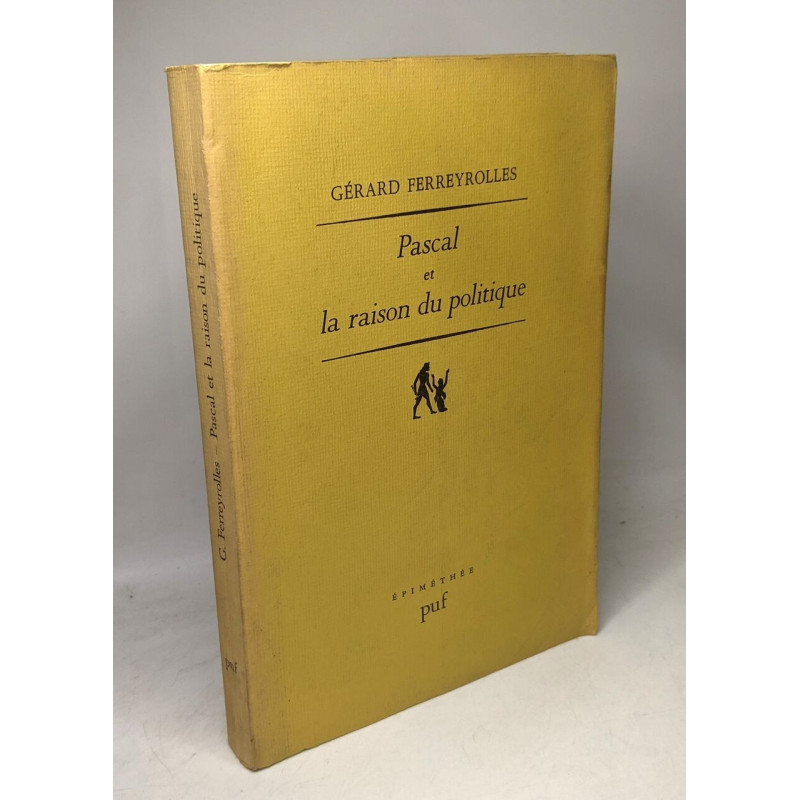 GÉRARD FERREYROLLES
Pascal
et
la raison du politique
ÉPIMÉTHÉE
puf
G. Ferreyrolles – Pascal et la raison du politique
puf